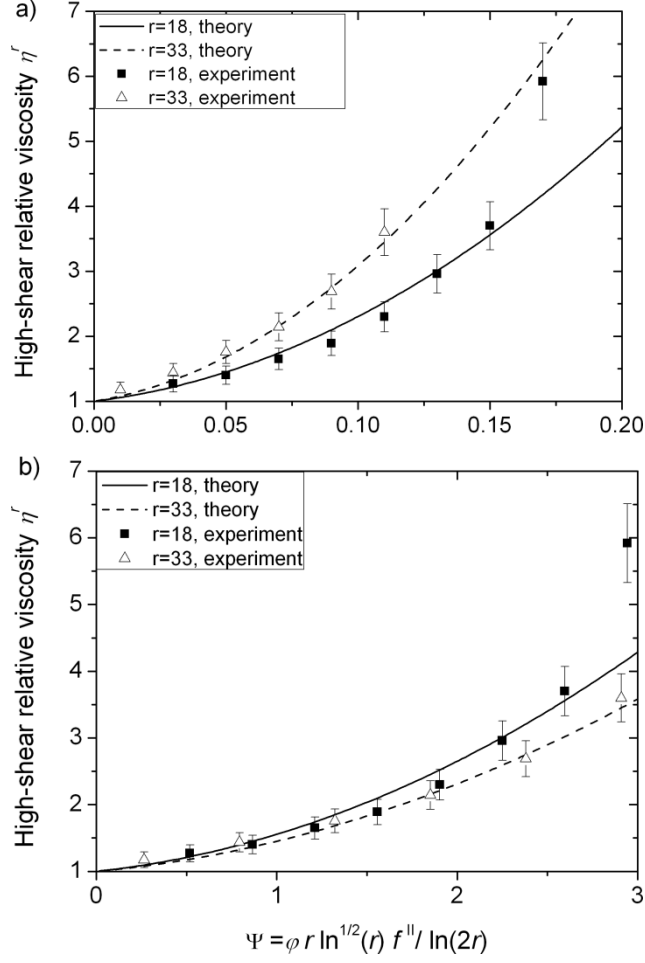 a)
7
6
5
4
3
2
1
High-shear relative viscosity ηʳ
r=18, theory
r=33, theory
r=18, experiment
r=33, experiment
0.00 0.05 0.10 0.15 0.20
b)
7
6
5
4
3
2
1
High-shear relative viscosity ηʳ
r=18, theory
r=33, theory
r=18, experiment
r=33, experiment
0 1 2 3
Ψ = φ r ln^{1/2}(r) f^{||} / ln(2r)